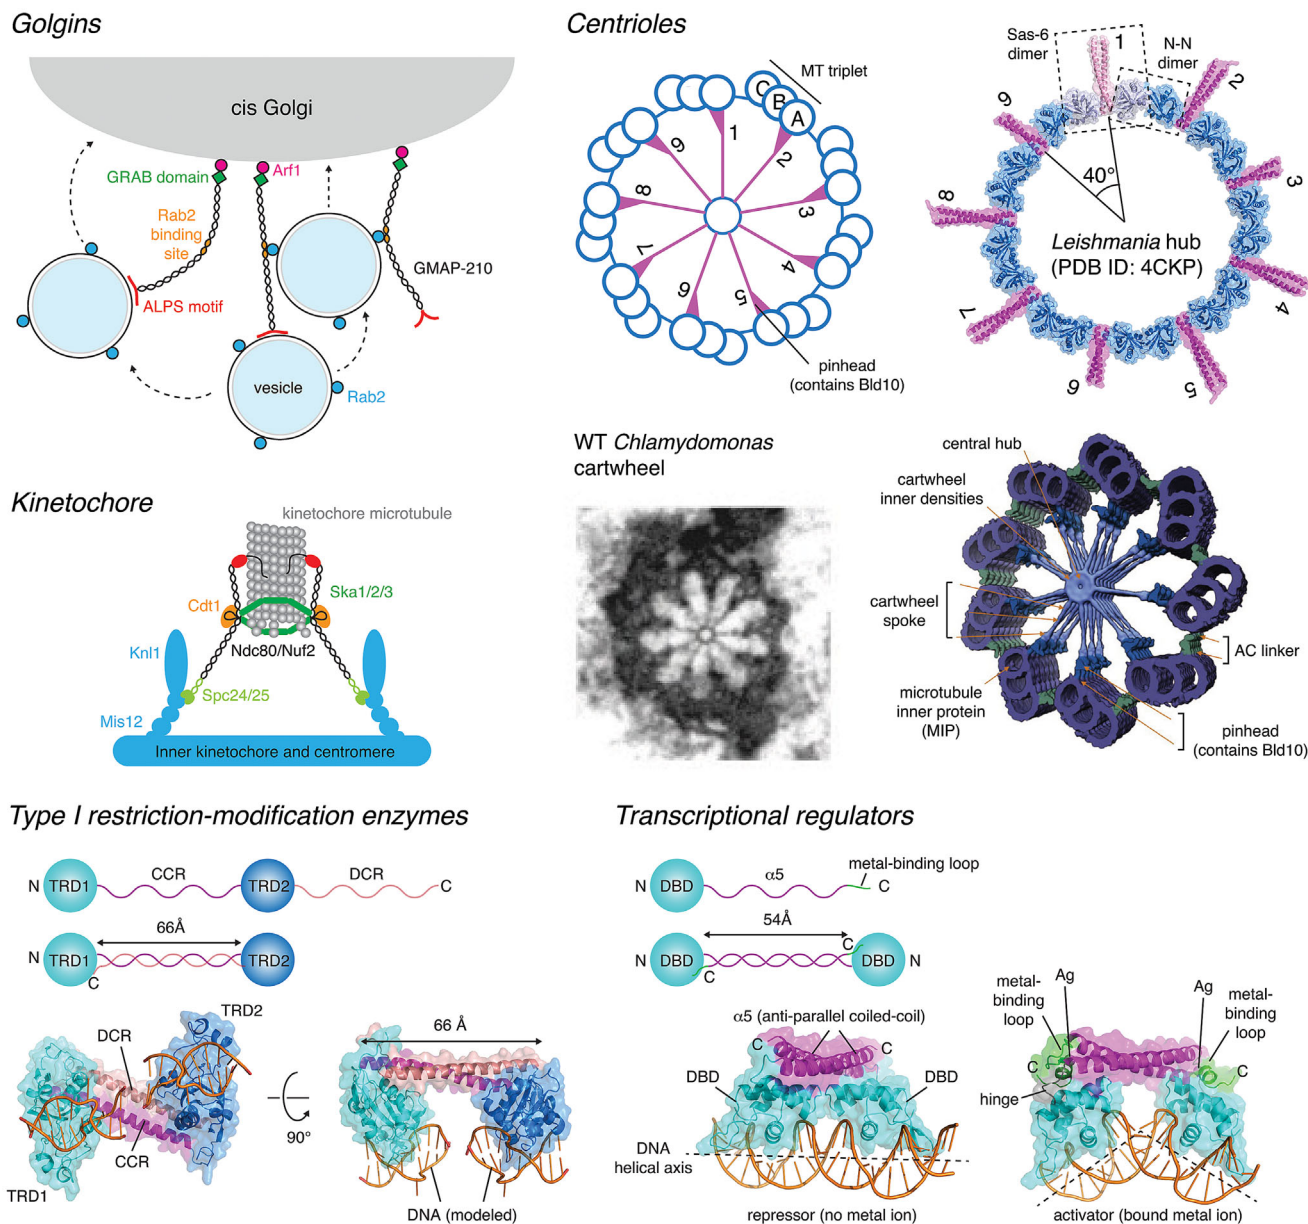 Golgins
cis Golgi
GRAB domain
Arf1
Rab2
binding
site
GMAP-210
ALPS motif
vesicle
Rab2
Centrioles
MT triplet
C
B
A
1
2
3
4
5
6
7
8
9
pinhead
(contains Bld10)
Sas-6
dimer
N-N
dimer
1
2
3
4
5
6
7
8
9
40°
Leishmania hub
(PDB ID: 4CKP)
WT Chlamydomonas
cartwheel
central hub
cartwheel
inner densities
cartwheel
spoke
AC linker
microtubule
inner protein
(MIP)
pinhead
(contains Bld10)
Kinetochore
kinetochore microtubule
Cdt1
Ska1/2/3
Knl1
Ndc80/Nuf2
Spc24/25
Mis12
Inner kinetochore and centromere
Type I restriction-modification enzymes
N TRD1 CCR TRD2 DCR C
66Å
N TRD1 TRD2
C
TRD2
DCR
CCR
TRD1
90°
66 Å
DNA (modeled)
Transcriptional regulators
metal-binding loop
N DBD α5 C
54Å
N DBD C C DBD N
α5 (anti-parallel coiled-coil)
C C
DBD DBD
DNA
helical axis
repressor (no metal ion)
metal-
binding
loop
Ag
Ag
metal-
binding
loop
C
C
hinge
activator (bound metal ion)